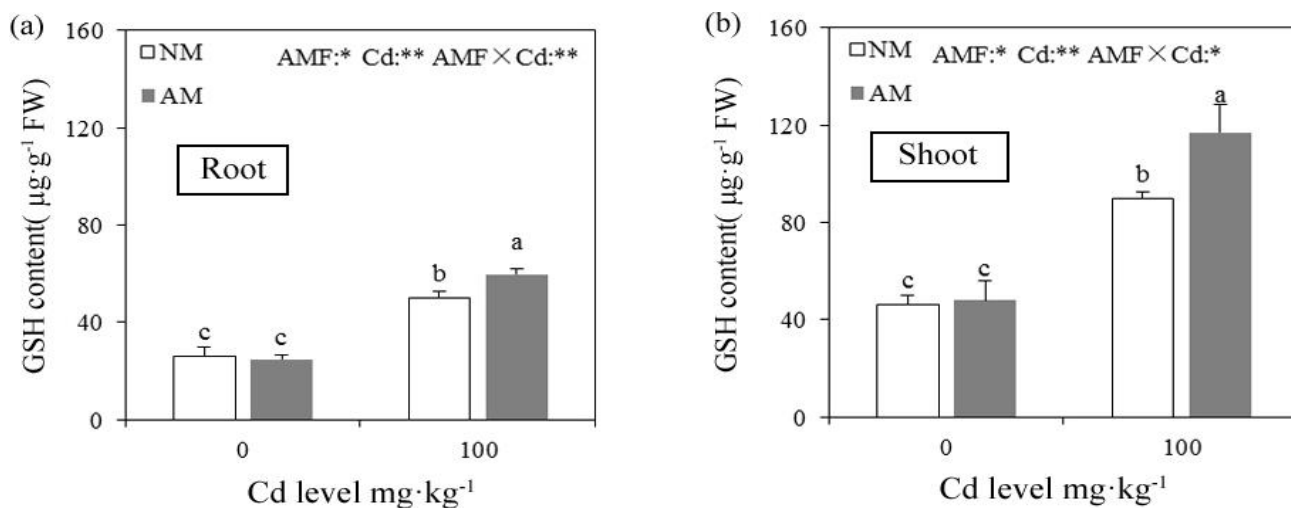 (a)
160
120
80
40
0
GSH content( μg·g⁻¹ FW)
NM
AM
AMF:* Cd:** AMF×Cd:**
Root
c
c
b
a
0
100
Cd level mg·kg⁻¹
(b)
160
120
80
40
0
GSH content( μg·g⁻¹ FW)
NM
AM
AMF:* Cd:** AMF×Cd:*
Shoot
c
c
b
a
0
100
Cd level mg·kg⁻¹